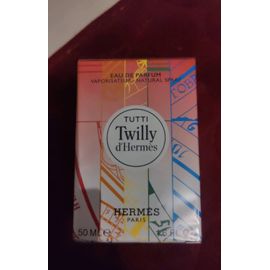 EAU DE PARFUM
VAPORISATEUR NATURAL SPRAY
TUTTI
Twilly
d'Hermès
HERMÈS
PARIS
50 ML e